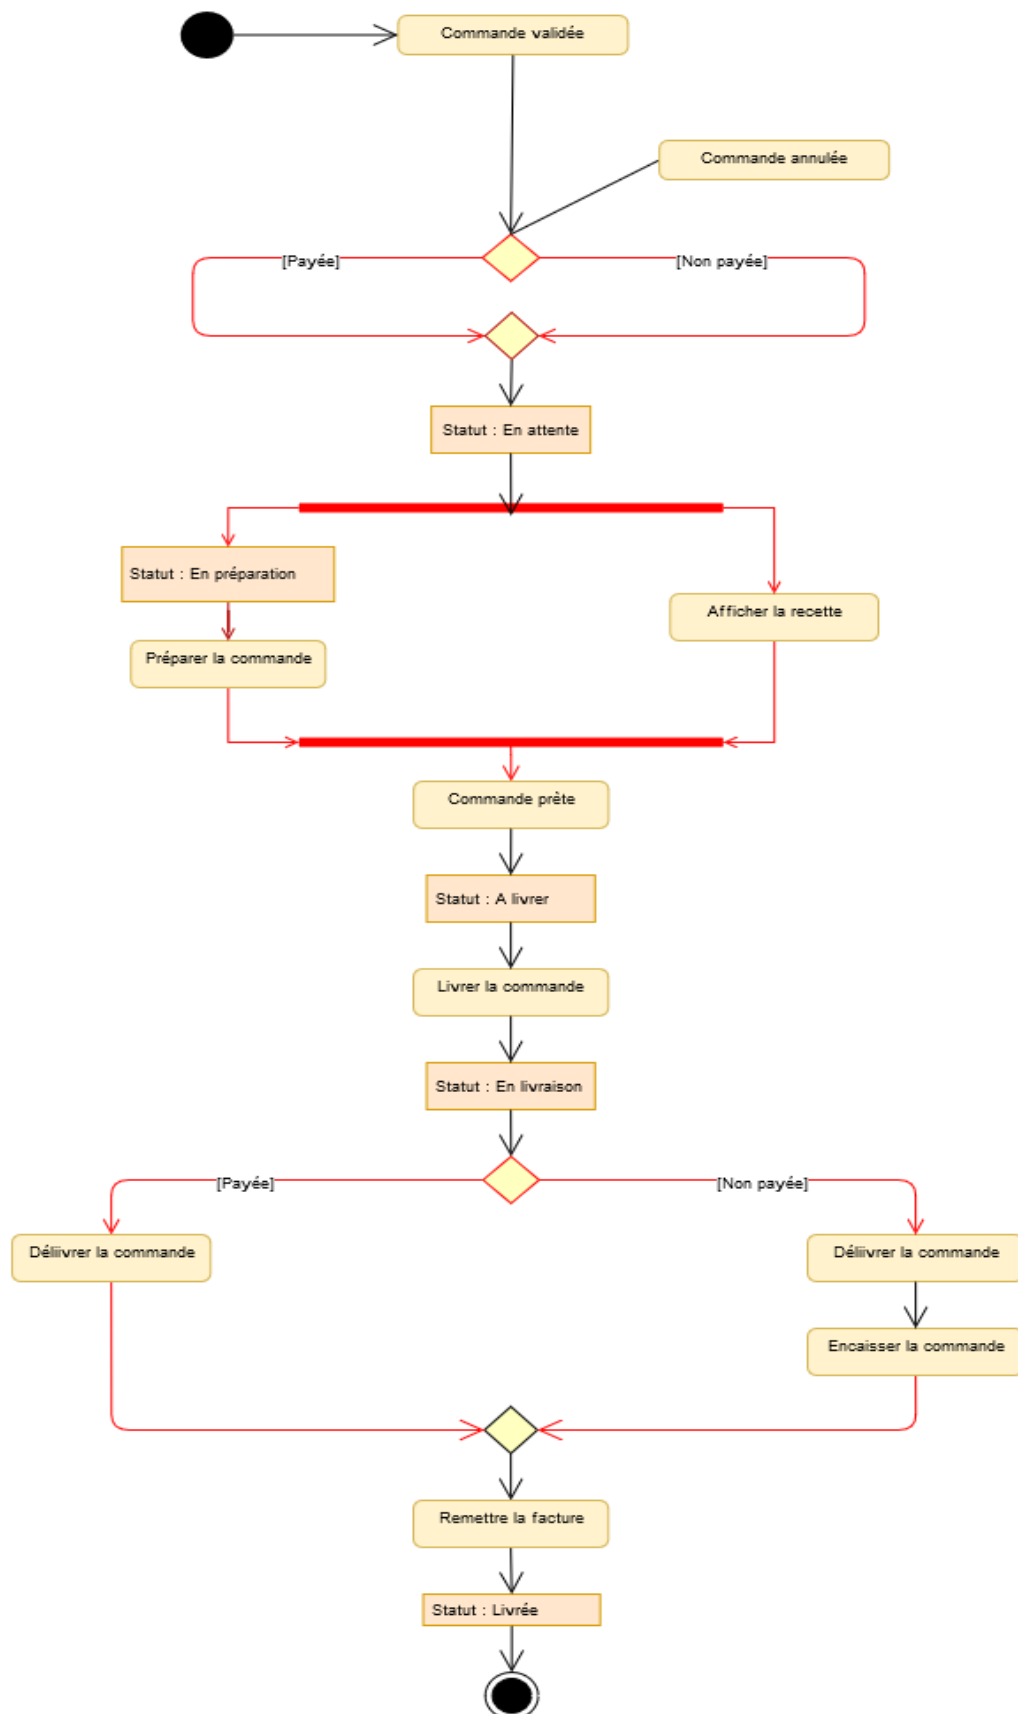 Commande validée
Commande annulée
[Payée]
[Non payée]
Statut : En attente
Statut : En préparation
Afficher la recette
Préparer la commande
Commande prète
Statut : A livrer
Livrer la commande
Statut : En livraison
[Payée]
[Non payée]
Déliivrer la commande
Déliivrer la commande
Encaisser la commande
Remettre la facture
Statut : Livrée